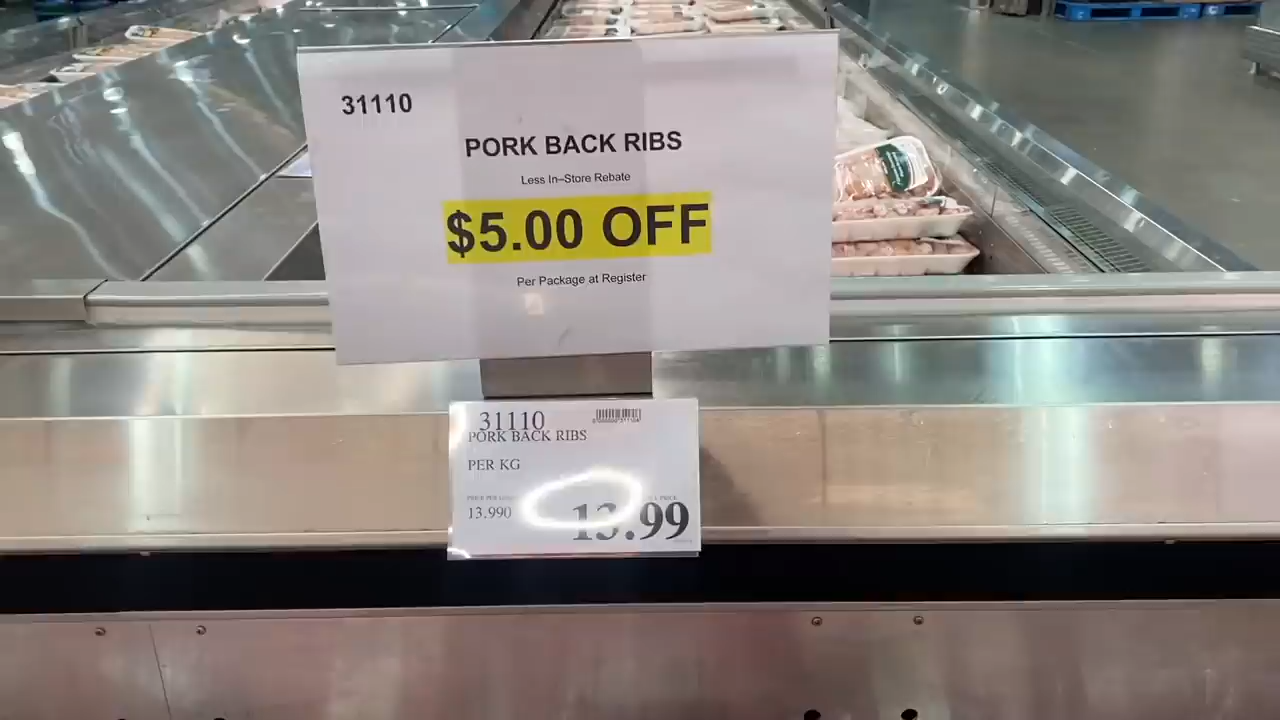 31110
PORK BACK RIBS
Less In-Store Rebate
$5.00 OFF
Per Package at Register
31110
PORK BACK RIBS
PER KG
13.990
13.99